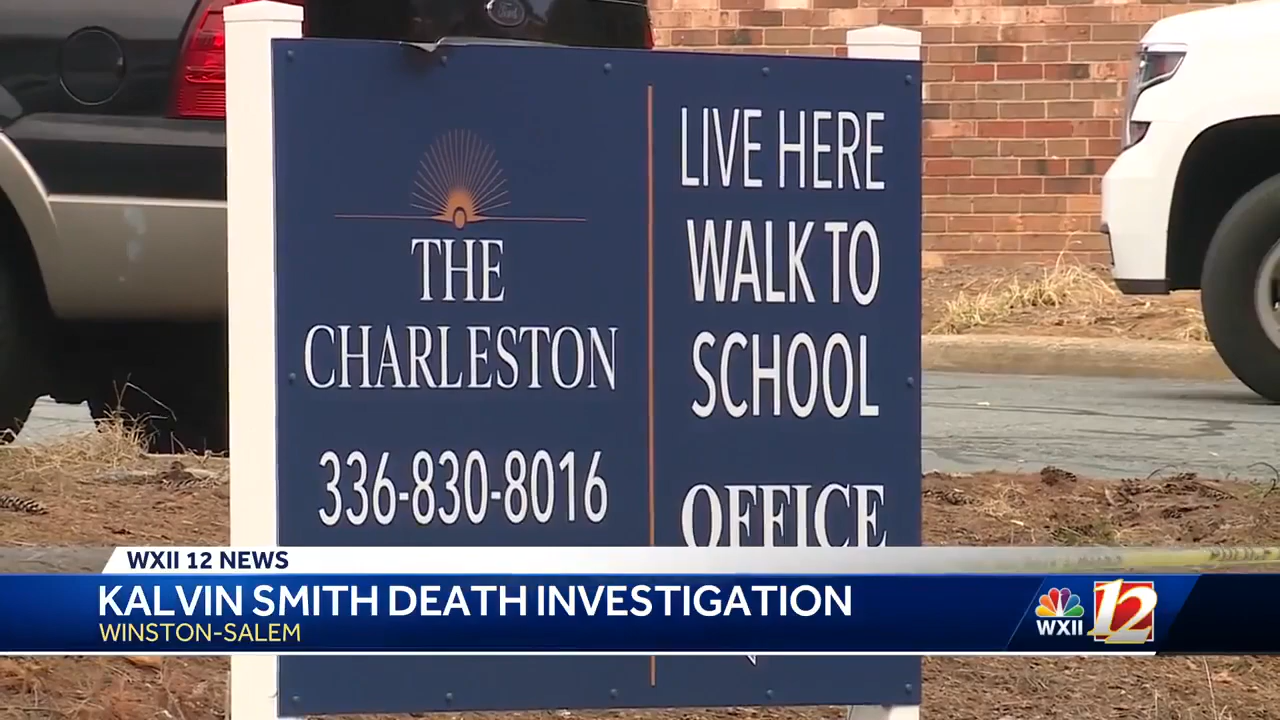 Ford
THE
CHARLESTON
336-830-8016
LIVE HERE
WALK TO
SCHOOL
OFFICE
WXII 12 NEWS
KALVIN SMITH DEATH INVESTIGATION
WINSTON-SALEM
WXII 12